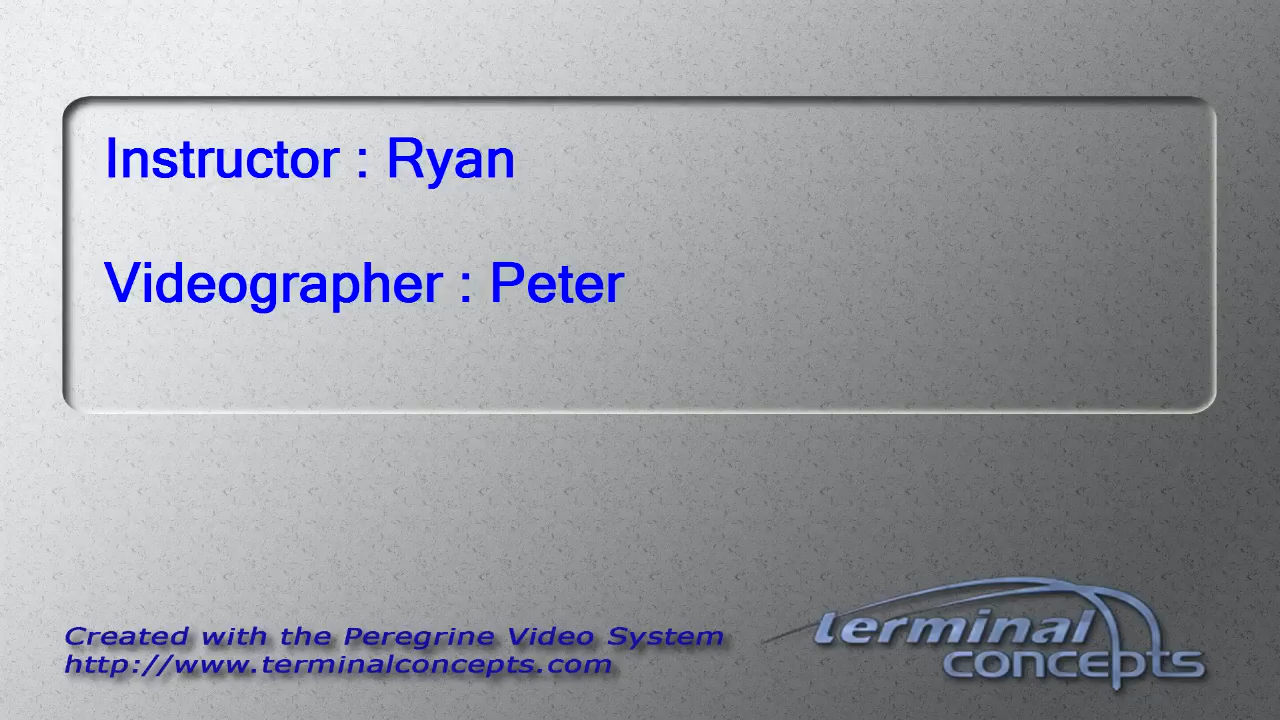 Instructor : Ryan
Videographer : Peter
Created with the Peregrine Video System
http://www.terminalconcepts.com
terminal
concepts